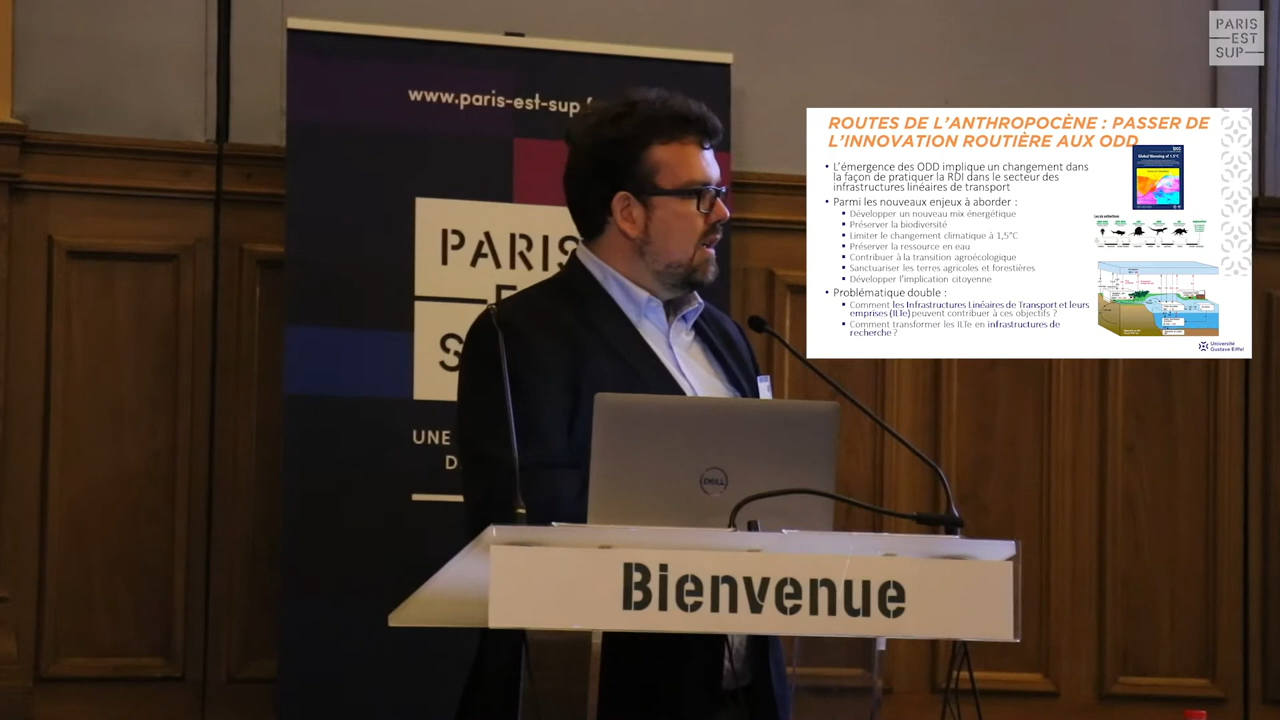 www.paris-est-sup
PARIS
UNE
D
PARIS
EST
SUP
ROUTES DE L'ANTHROPOCÈNE : PASSER DE
L'INNOVATION ROUTIÈRE AUX ODD
• L'émergence des ODD implique un changement dans
la façon de pratiquer la RDI dans le secteur des
infrastructures linéaires de transport
• Parmi les nouveaux enjeux à aborder :
▪ Développer un nouveau mix énergétique
▪ Préserver la biodiversité
▪ Limiter le changement climatique à 1,5°C
▪ Préserver la ressource en eau
▪ Contribuer à la transition agroécologique
▪ Sanctuariser les terres agricoles et forestières
▪ Développer l'implication citoyenne
• Problématique double :
▪ Comment les Infrastructures Linéaires de Transport et leurs
emprises (ILTe) peuvent contribuer à ces objectifs ?
▪ Comment transformer les ILTe en infrastructures de
recherche ?
ipcc
Global Warming of 1.5°C
Université
Gustave Eiffel
DELL
Bienvenue